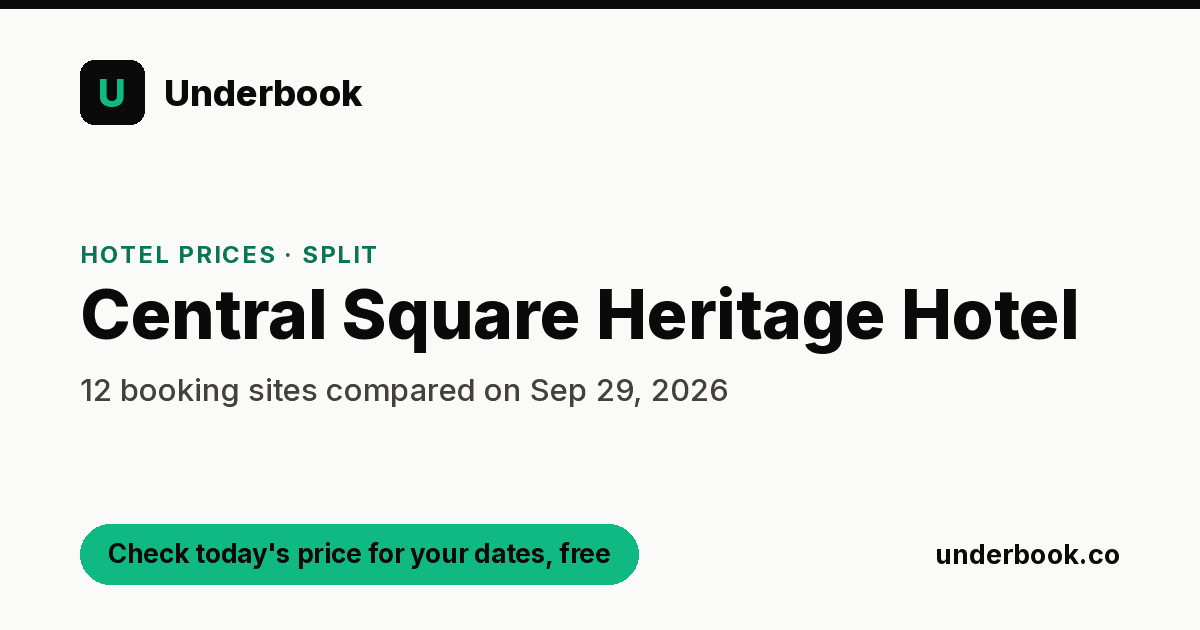 U Underbook
HOTEL PRICES · SPLIT
Central Square Heritage Hotel
12 booking sites compared on Sep 29, 2026
Check today's price for your dates, free
underbook.co